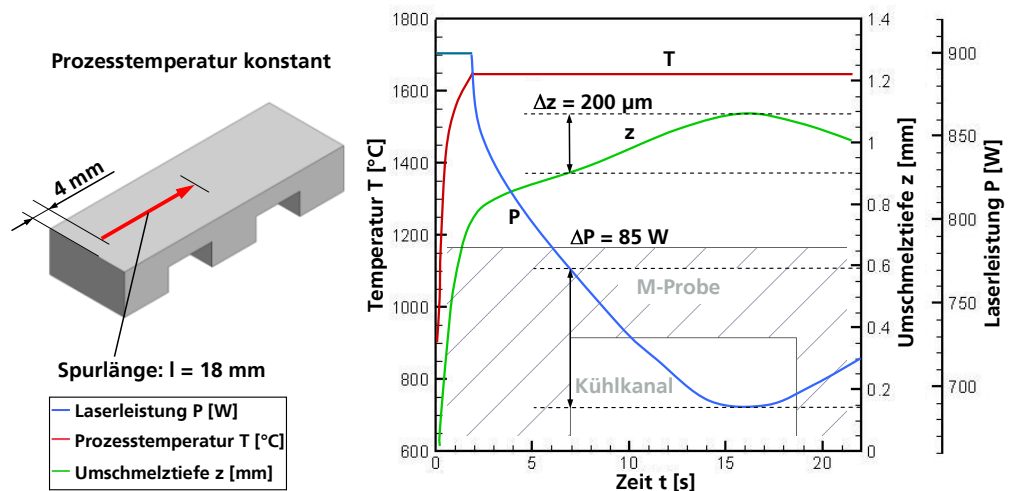 Prozesstemperatur konstant
4 mm
Spurlänge: l = 18 mm
Laserleistung P [W]
Prozesstemperatur T [°C]
Umschmelztiefe z [mm]
Temperatur T [°C]
1800
1600
1400
1200
1000
800
600
T
Δz = 200 µm
z
P
ΔP = 85 W
M-Probe
Kühlkanal
0
5
10
15
20
Zeit t [s]
1.4
1.2
1
0.8
0.6
0.4
0.2
0
Umschmelztiefe z [mm]
900
850
800
750
700
Laserleistung P [W]